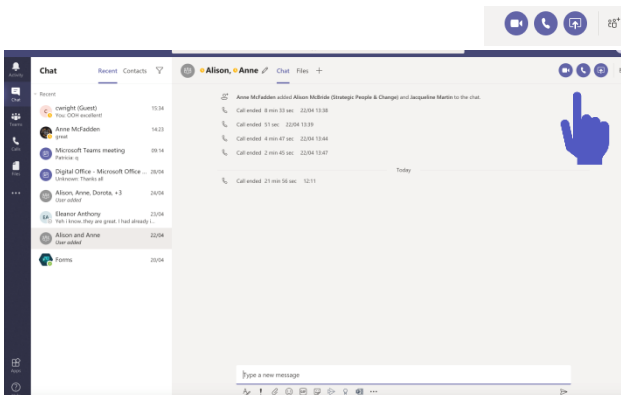 Activity
Chat
Teams
Calls
Files
Apps
Chat
Recent Contacts
Recent
C cwright (Guest) 15:34
You: OOH excellent!
Anne McFadden 14:23
great
Microsoft Teams meeting 09:14
Patricia: q
Digital Office - Microsoft Office ... 28/04
Unknown: Thanks all
Alison, Anne, Dorota, +3 24/04
User added
EA Eleanor Anthony 23/04
Yeh i know..they are great. I had already i...
Alison and Anne 22/04
User added
Forms 20/04
Alison, Anne Chat Files +
Anne McFadden added Alison McBride (Strategic People & Change) and Jacqueline Martin to the chat.
Call ended 8 min 33 sec 22/04 13:38
Call ended 51 sec 22/04 13:39
Call ended 4 min 47 sec 22/04 13:44
Call ended 2 min 45 sec 22/04 13:47
Today
Call ended 21 min 56 sec 12:11
Type a new message